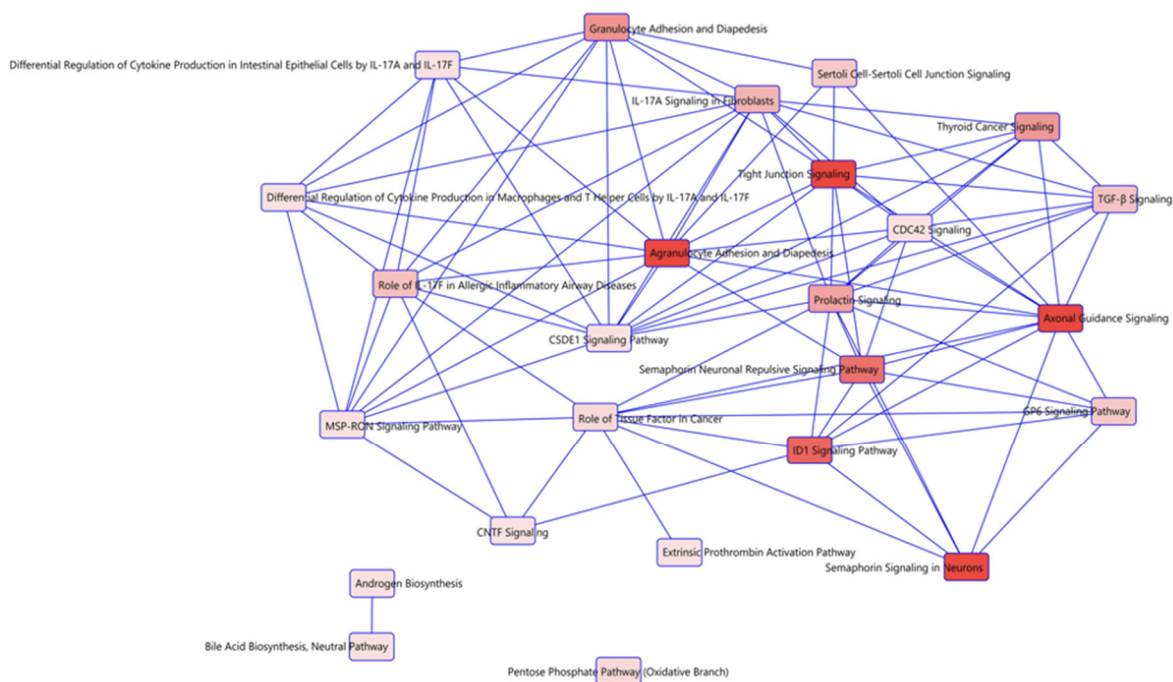 Granulocyte Adhesion and Diapedesis
Differential Regulation of Cytokine Production in Intestinal Epithelial Cells by IL-17A and IL-17F
Sertoli Cell-Sertoli Cell Junction Signaling
IL-17A Signaling in Fibroblasts
Thyroid Cancer Signaling
Tight Junction Signaling
Differential Regulation of Cytokine Production in Macrophages and T Helper Cells by IL-17A and IL-17F
TGF-β Signaling
CDC42 Signaling
Agranulocyte Adhesion and Diapedesis
Role of IL-17F in Allergic Inflammatory Airway Diseases
Prolactin Signaling
Axonal Guidance Signaling
CSDE1 Signaling Pathway
Semaphorin Neuronal Repulsive Signaling Pathway
GP6 Signaling Pathway
Role of Tissue Factor in Cancer
MSP-RON Signaling Pathway
ID1 Signaling Pathway
CNTF Signaling
Extrinsic Prothrombin Activation Pathway
Semaphorin Signaling in Neurons
Androgen Biosynthesis
Bile Acid Biosynthesis, Neutral Pathway
Pentose Phosphate Pathway (Oxidative Branch)